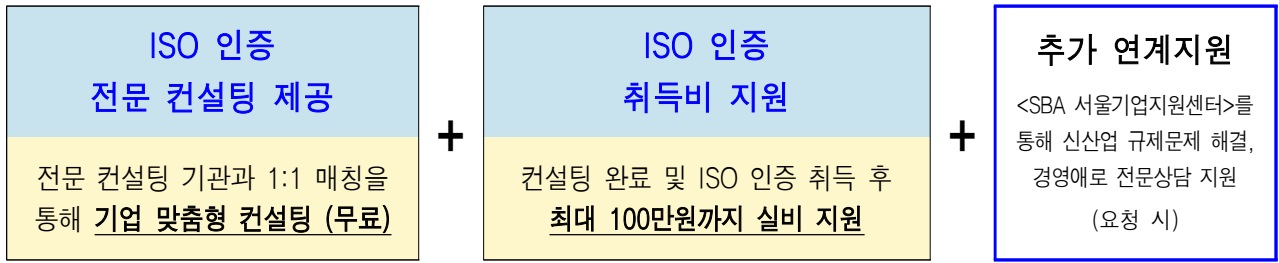 ISO 인증
전문 컨설팅 제공
전문 컨설팅 기관과 1:1 매칭을
통해 기업 맞춤형 컨설팅 (무료)
+
ISO 인증
취득비 지원
컨설팅 완료 및 ISO 인증 취득 후
최대 100만원까지 실비 지원
+
추가 연계지원
<SBA 서울기업지원센터>를
통해 신산업 규제문제 해결,
경영애로 전문상담 지원
(요청 시)